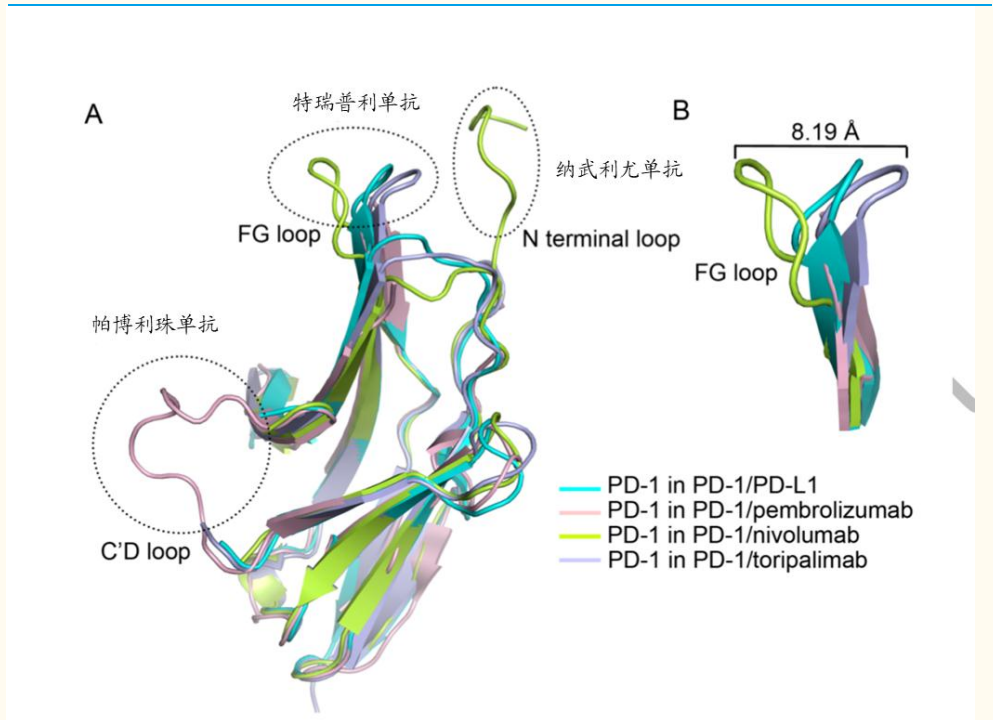 A
特瑞普利单抗
B
8.19 Å
纳武利尤单抗
FG loop
N terminal loop
FG loop
帕博利珠单抗
C'D loop
PD-1 in PD-1/PD-L1
PD-1 in PD-1/pembrolizumab
PD-1 in PD-1/nivolumab
PD-1 in PD-1/toripalimab